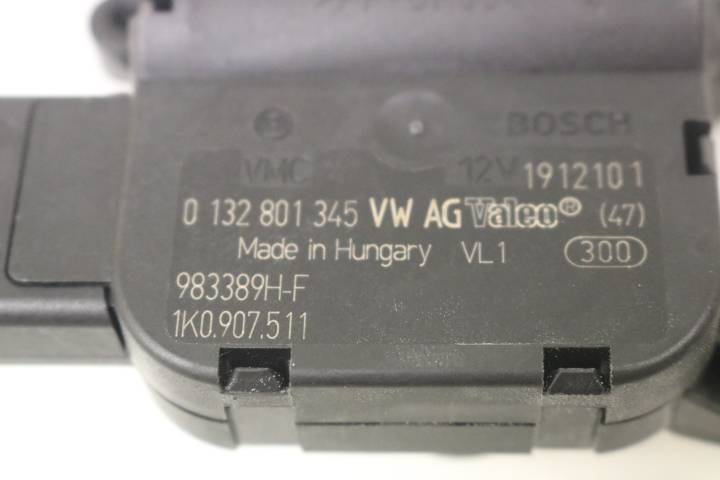 BOSCH
VMC 12V 1912101
0 132 801 345 VW AG Valeo® (47)
Made in Hungary VL1 300
983389H-F
1K0.907.511